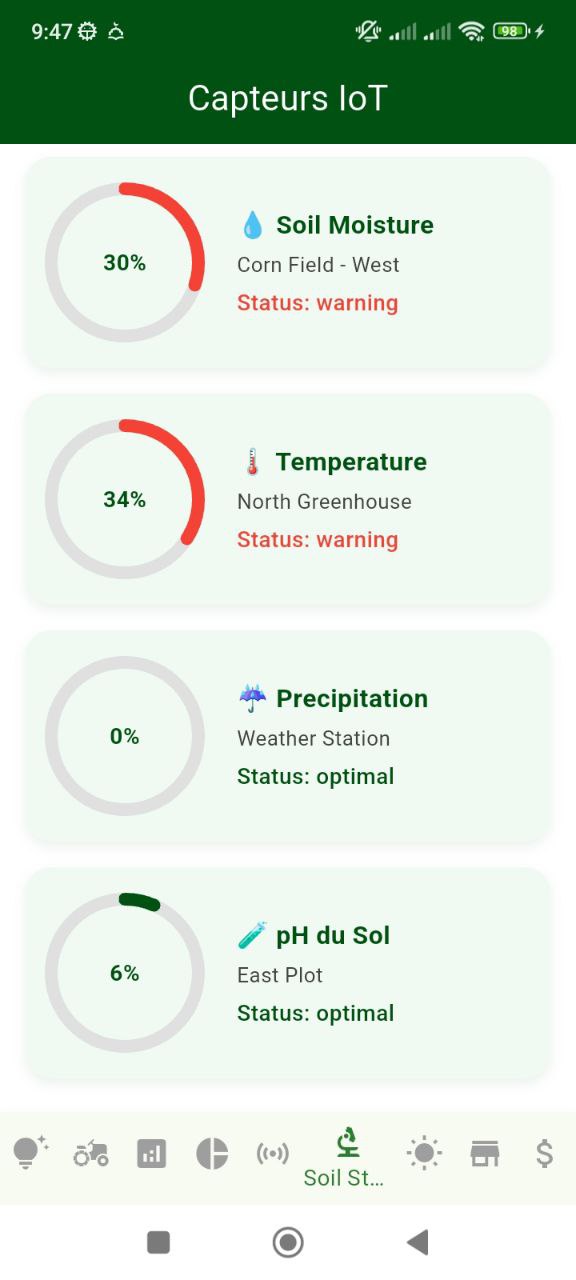 9:47
98
Capteurs IoT
30%
Soil Moisture
Corn Field - West
Status: warning
34%
Temperature
North Greenhouse
Status: warning
0%
Precipitation
Weather Station
Status: optimal
6%
pH du Sol
East Plot
Status: optimal
Soil St...